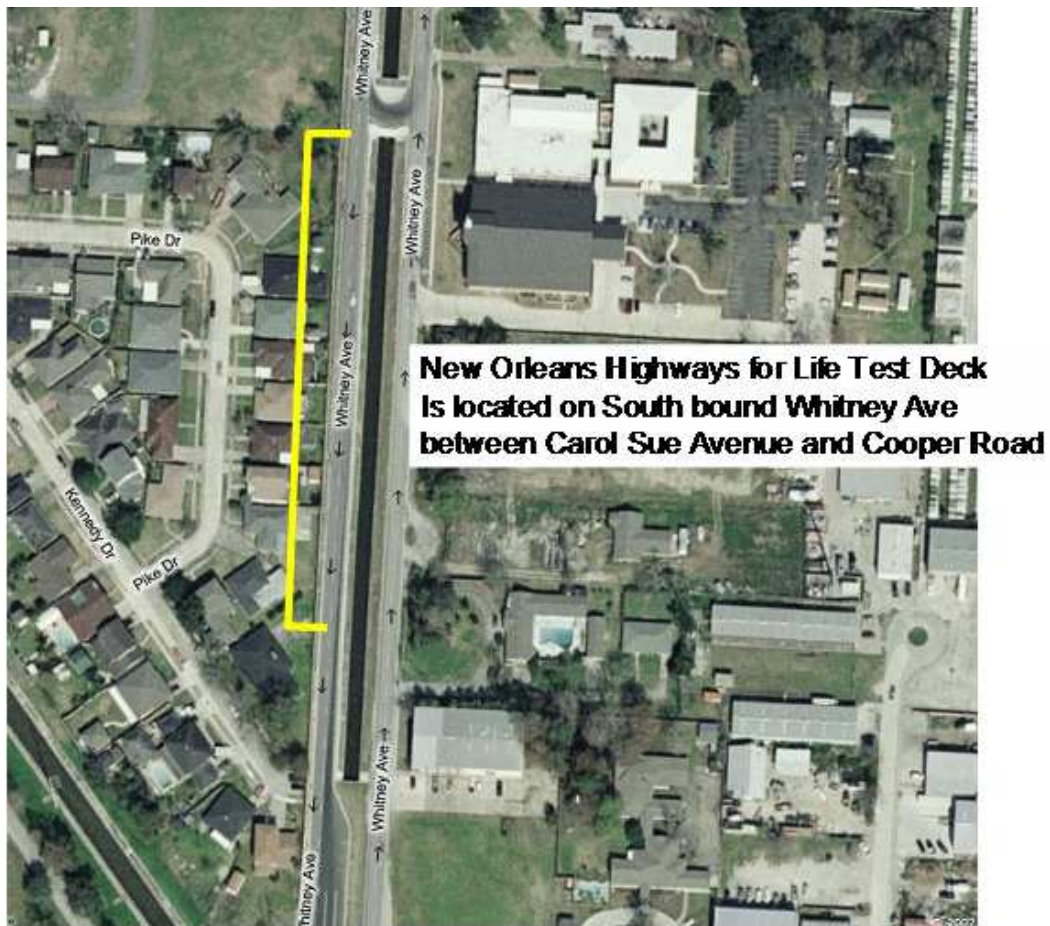 Whitney Ave
Whitney Ave
Pike Dr
Whitney Ave
New Orleans Highways for Life Test Deck
Is located on South bound Whitney Ave
between Carol Sue Avenue and Cooper Road
Kennedy Dr
Pike Dr
Whitney Ave
hitney Ave